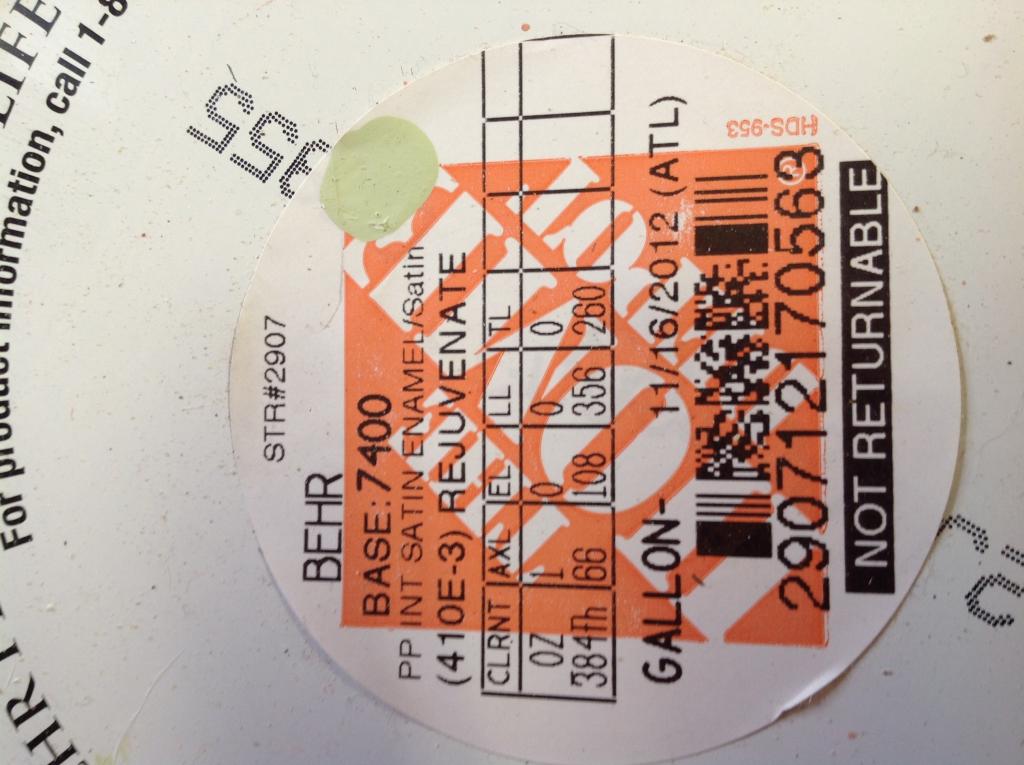 For product information, call 1-8
355
STR#2907
BEHR
BASE: 7400
PP INT SATIN ENAMEL/Satin
(410E-3) REJUVENATE
CLRNT AXL EL LL TL
OZ 1 0 0 0
384th 66 108 356 260
GALLON- 11/16/2012 (ATL)
HDS-953
2907121705563
NOT RETURNABLE